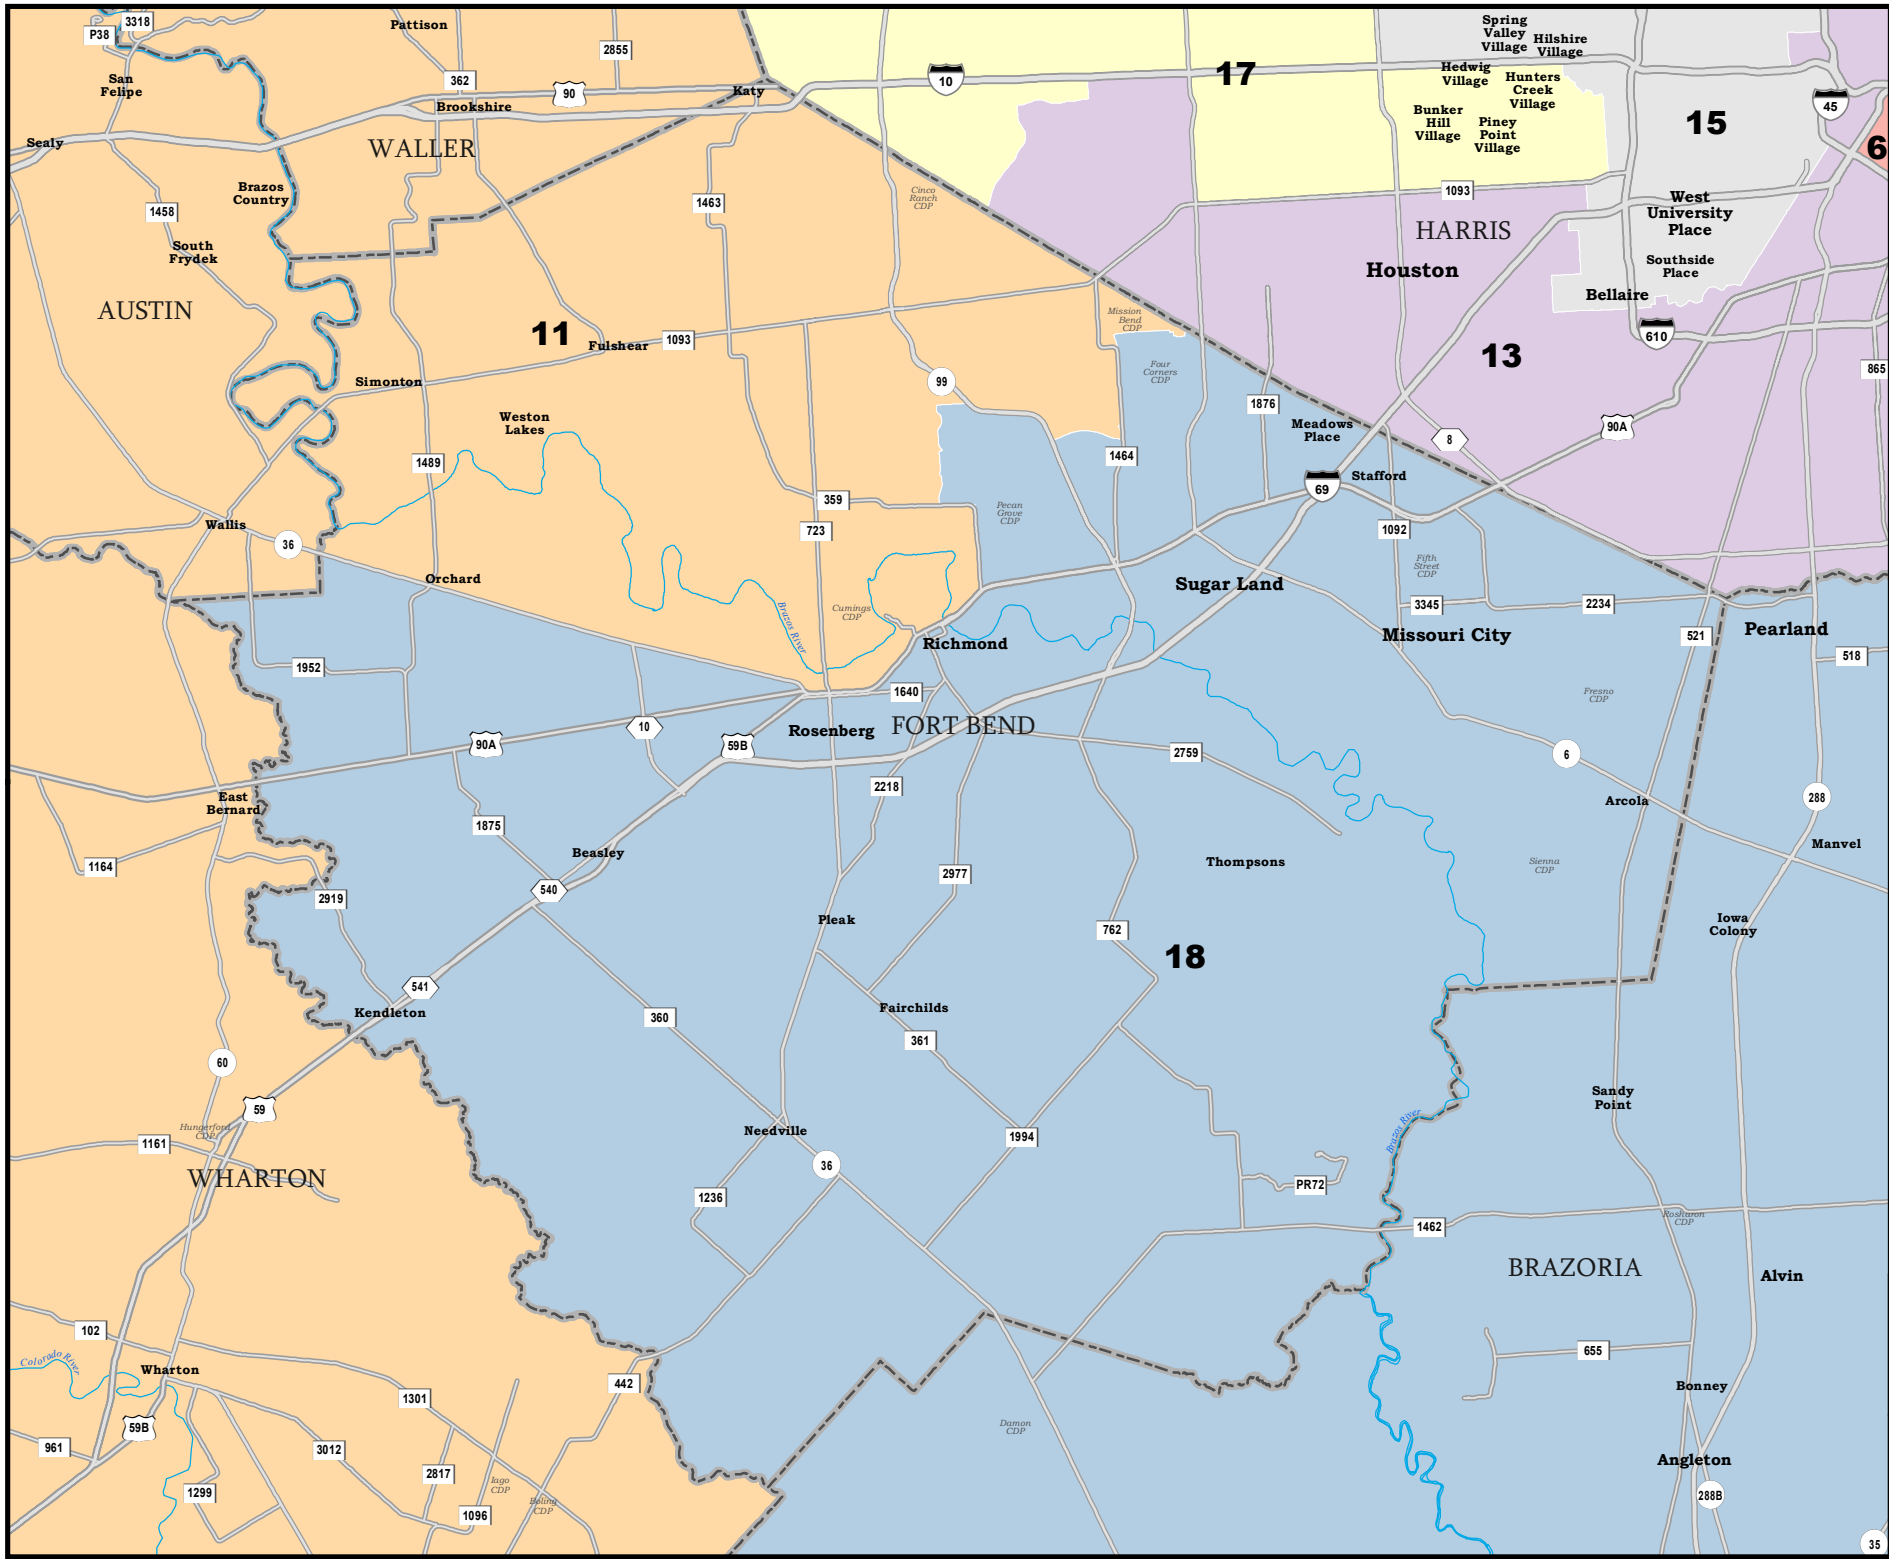 3318
P38
Pattison
2855
Spring
Valley
Village
Hilshire
Village
San
Felipe
362
90
Katy
10
17
Hedwig
Village
Hunters
Creek
Village
Brookshire
45
Bunker
Hill
Village
Piney
Point
Village
15
6
Sealy
WALLER
Brazos
Country
1458
1463
Cinco
Ranch
CDP
1093
West
University
Place
South
Frydek
HARRIS
Houston
Southside
Place
Bellaire
AUSTIN
11
Fulshear
1093
Mission
Bend
CDP
610
13
Simonton
99
Four
Corners
CDP
865
Weston
Lakes
1876
Meadows
Place
8
90A
1489
1464
Stafford
69
359
Pecan
Grove
CDP
Wallis
36
723
1092
Orchard
Fifth
Street
CDP
Sugar Land
Cumings
CDP
Brazos River
3345
2234
Richmond
Missouri City
521
Pearland
1952
518
1640
Fresno
CDP
10
Rosenberg
FORT BEND
90A
59B
2759
6
2218
288
East
Bernard
Arcola
1875
Beasley
Manvel
1164
Thompsons
Sienna
CDP
2977
540
2919
Pleak
Iowa
Colony
762
18
541
Kendleton
Fairchilds
360
361
60
Sandy
Point
59
Hungerford
CDP
Needville
1994
Brazos River
1161
36
WHARTON
PR72
1236
1462
Rosharon
CDP
BRAZORIA
Alvin
102
Colorado River
Wharton
655
442
Bonney
1301
59B
Damon
CDP
961
3012
Angleton
2817
Iago
CDP
1299
Boling
CDP
288B
1096
35